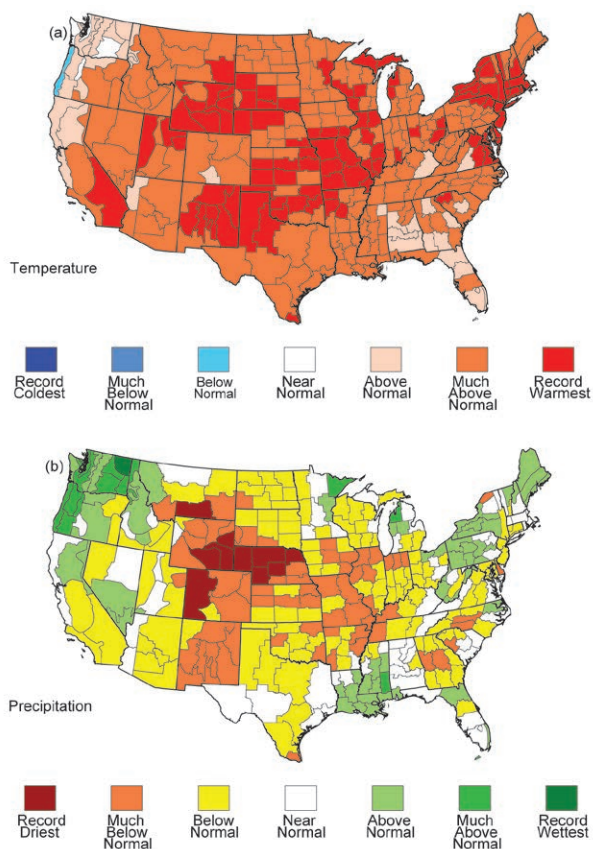 (a)
Temperature
Record
Coldest
Much
Below
Normal
Below
Normal
Near
Normal
Above
Normal
Much
Above
Normal
Record
Warmest
(b)
Precipitation
Record
Driest
Much
Below
Normal
Below
Normal
Near
Normal
Above
Normal
Much
Above
Normal
Record
Wettest